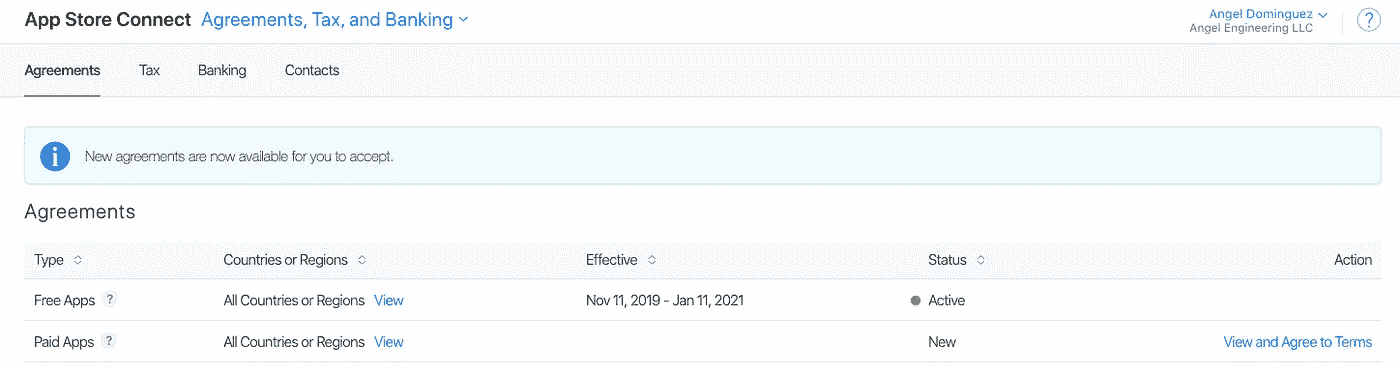 App Store Connect Agreements, Tax, and Banking
Angel Dominguez
Angel Engineering LLC
?
Agreements Tax Banking Contacts
i
New agreements are now available for you to accept.
Agreements
Type Countries or Regions Effective Status Action
Free Apps ? All Countries or Regions View Nov 11, 2019 - Jan 11, 2021 Active
Paid Apps ? All Countries or Regions View New View and Agree to Terms